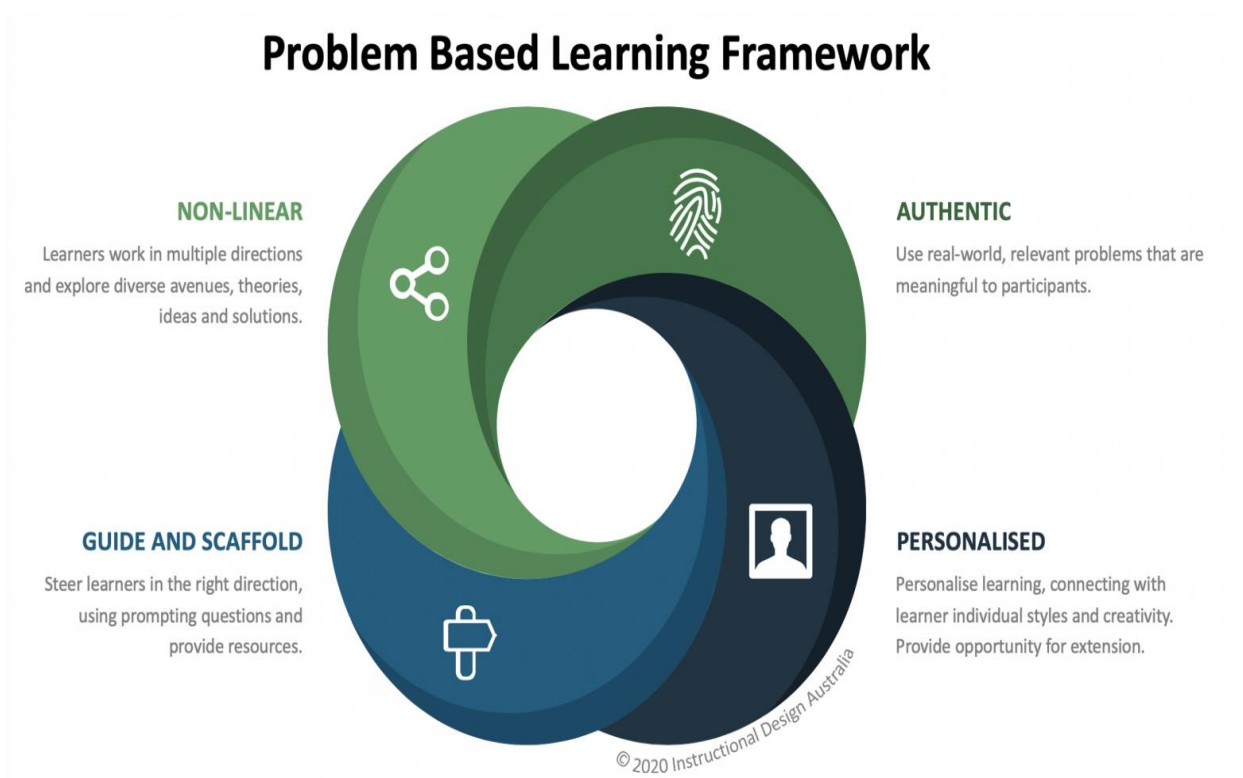 Problem Based Learning Framework
NON-LINEAR
Learners work in multiple directions
and explore diverse avenues, theories,
ideas and solutions.
AUTHENTIC
Use real-world, relevant problems that are
meaningful to participants.
GUIDE AND SCAFFOLD
Steer learners in the right direction,
using prompting questions and
provide resources.
PERSONALISED
Personalise learning, connecting with
learner individual styles and creativity.
Provide opportunity for extension.
© 2020 Instructional Design Australia